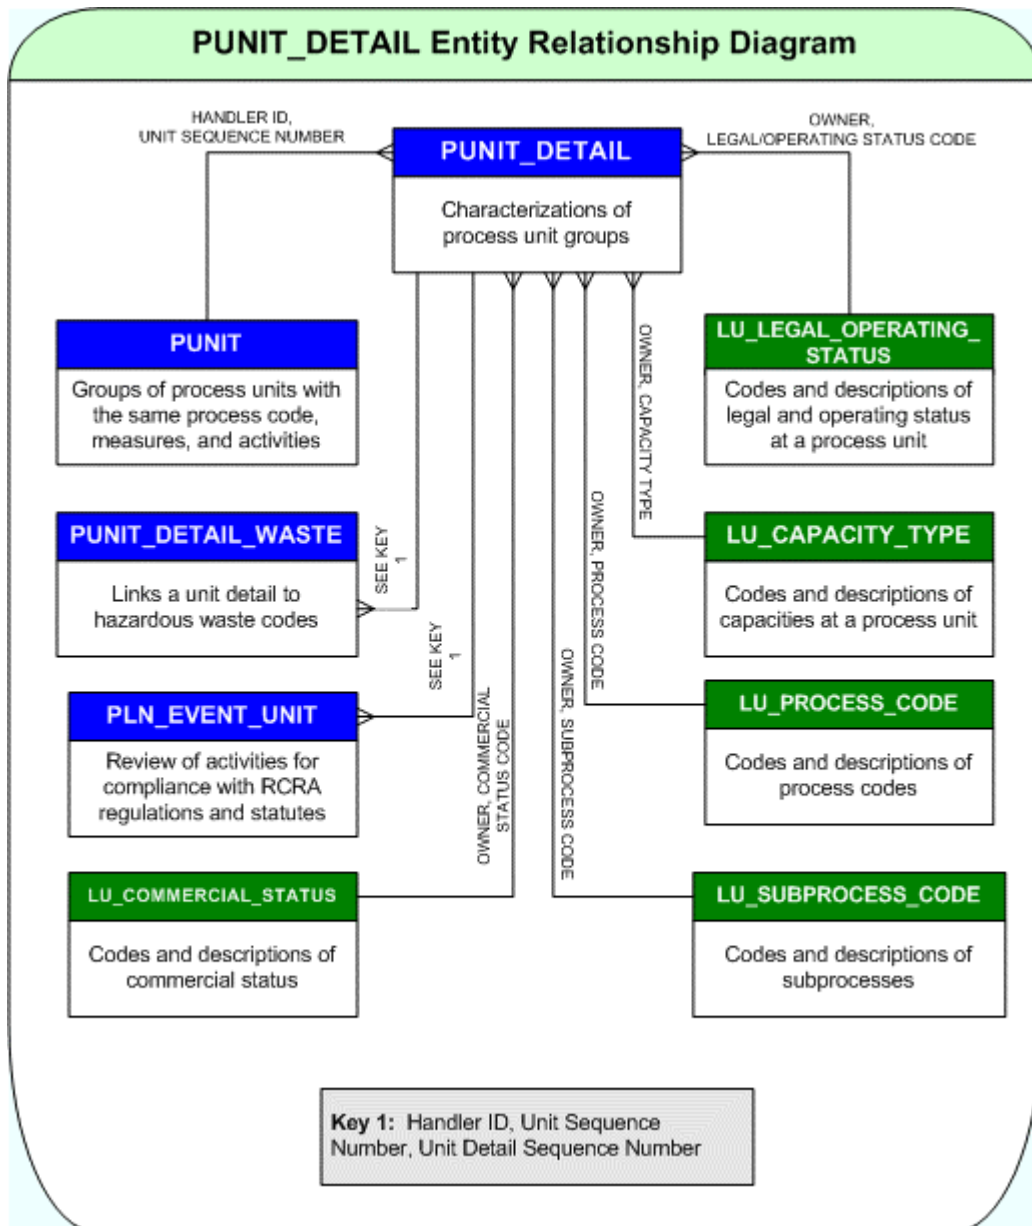 PUNIT_DETAIL Entity Relationship Diagram
HANDLER ID,
UNIT SEQUENCE NUMBER
OWNER,
LEGAL/OPERATING STATUS CODE
PUNIT_DETAIL
Characterizations of
process unit groups
PUNIT
Groups of process units with
the same process code,
measures, and activities
LU_LEGAL_OPERATING_
STATUS
Codes and descriptions of
legal and operating status
at a process unit
OWNER, CAPACITY TYPE
PUNIT_DETAIL_WASTE
Links a unit detail to
hazardous waste codes
SEE KEY
1
LU_CAPACITY_TYPE
Codes and descriptions of
capacities at a process unit
OWNER, PROCESS CODE
SEE KEY
1
PLN_EVENT_UNIT
Review of activities for
compliance with RCRA
regulations and statutes
OWNER, COMMERCIAL
STATUS CODE
OWNER, SUBPROCESS CODE
LU_PROCESS_CODE
Codes and descriptions of
process codes
LU_COMMERCIAL_STATUS
Codes and descriptions of
commercial status
LU_SUBPROCESS_CODE
Codes and descriptions of
subprocesses
Key 1: Handler ID, Unit Sequence
Number, Unit Detail Sequence Number